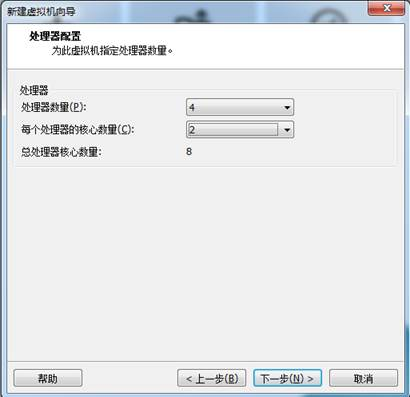 新建虚拟机向导
处理器配置
为此虚拟机指定处理器数量。
处理器
处理器数量(P): 4
每个处理器的核心数量(C): 2
总处理器核心数量: 8
帮助 < 上一步(B) 下一步(N) > 取消